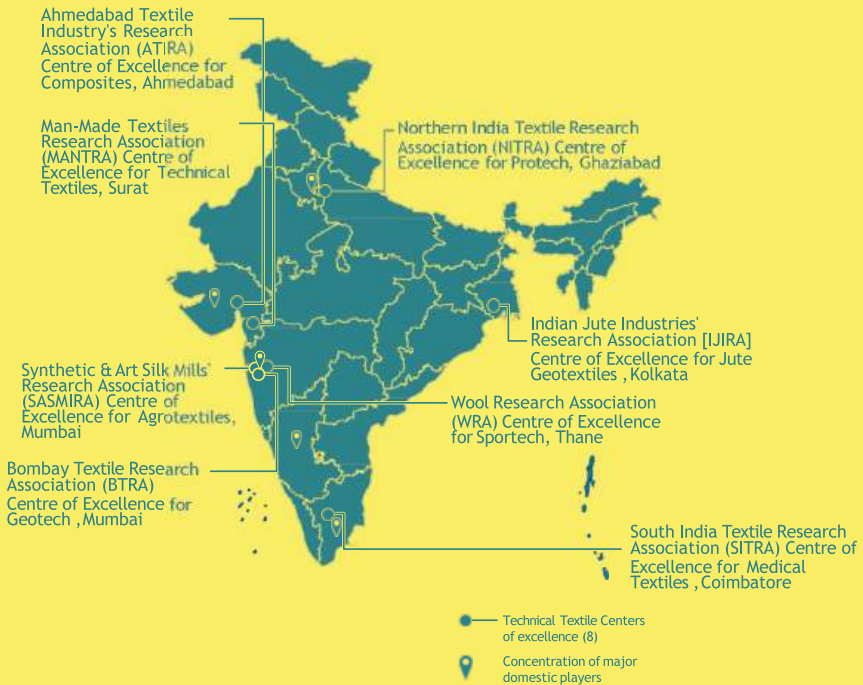 Ahmedabad Textile
Industry's Research
Association (ATIRA)
Centre of Excellence for
Composites, Ahmedabad
Man-Made Textiles
Research Association
(MANTRA) Centre of
Excellence for Technical
Textiles, Surat
Northern India Textile Research
Association (NITRA) Centre of
Excellence for Protech, Ghaziabad
Indian Jute Industries'
Research Association [IJIRA]
Centre of Excellence for Jute
Geotextiles , Kolkata
Synthetic & Art Silk Mills'
Research Association
(SASMIRA) Centre of
Excellence for Agrotextiles,
Mumbai
Wool Research Association
(WRA) Centre of Excellence
for Sportech, Thane
Bombay Textile Research
Association (BTRA)
Centre of Excellence for
Geotech , Mumbai
South India Textile Research
Association (SITRA) Centre of
Excellence for Medical
Textiles , Coimbatore
Technical Textile Centers
of excellence (8)
Concentration of major
domestic players